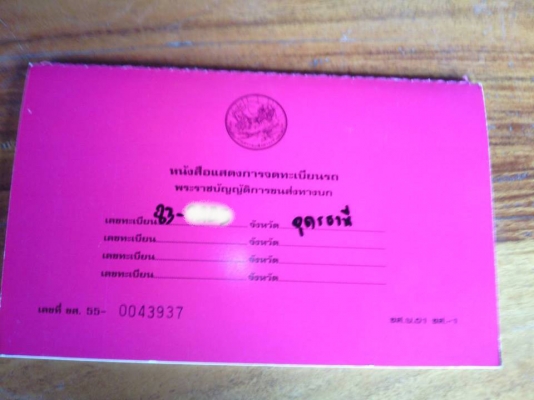 หนังสือแสดงการจดทะเบียนรถ
พระราชบัญญัติการขนส่งทางบก
เลขทะเบียน 83- จังหวัด อุดรธานี
เลขทะเบียน จังหวัด
เลขทะเบียน จังหวัด
เลขทะเบียน จังหวัด
เลขที่ ขศ. 55- 0043937